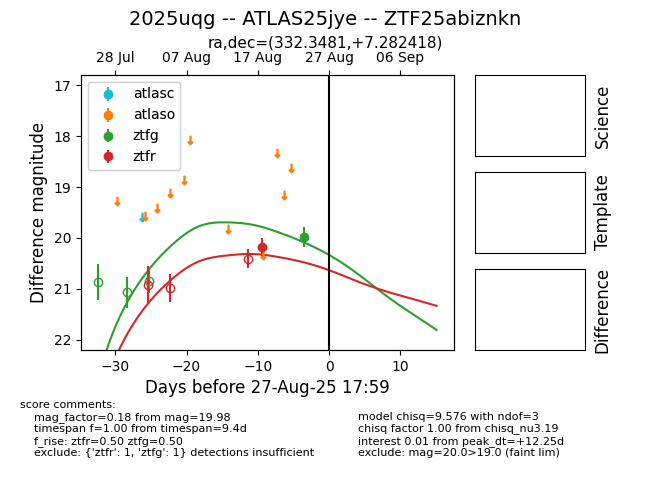 2025uqg -- ATLAS25jye -- ZTF25abiznkn
ra,dec=(332.3481,+7.282418)
28 Jul 07 Aug 17 Aug 27 Aug 06 Sep
17
18
19
20
21
22
Difference magnitude
atlasc
atlaso
ztfg
ztfr
−30 −20 −10 0 10
Days before 27-Aug-25 17:59
Science
Template
Difference
score comments:
mag_factor=0.18 from mag=19.98
timespan f=1.00 from timespan=9.4d
f_rise: ztfr=0.50 ztfg=0.50
exclude: {'ztfr': 1, 'ztfg': 1} detections insufficient
model chisq=9.576 with ndof=3
chisq factor 1.00 from chisq_nu3.19
interest 0.01 from peak_dt=+12.25d
exclude: mag=20.0>19.0 (faint lim)